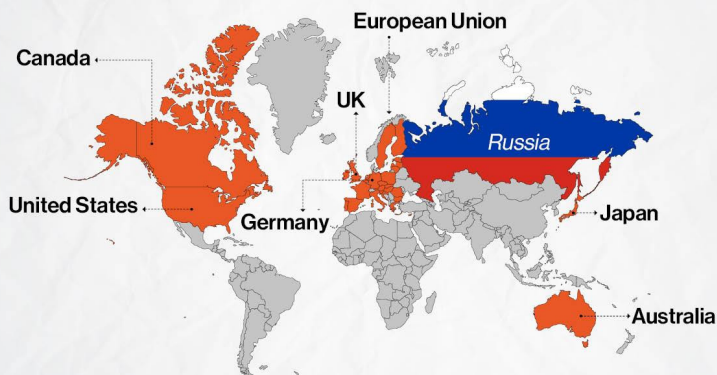 European Union
Canada
UK
Russia
United States
Germany
Japan
Australia